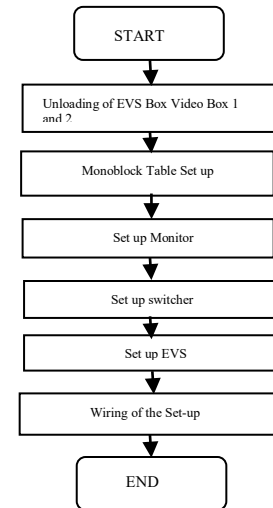 START
Unloading of EVS Box Video Box 1
and 2
Monoblock Table Set up
Set up Monitor
Set up switcher
Set up EVS
Wiring of the Set-up
END